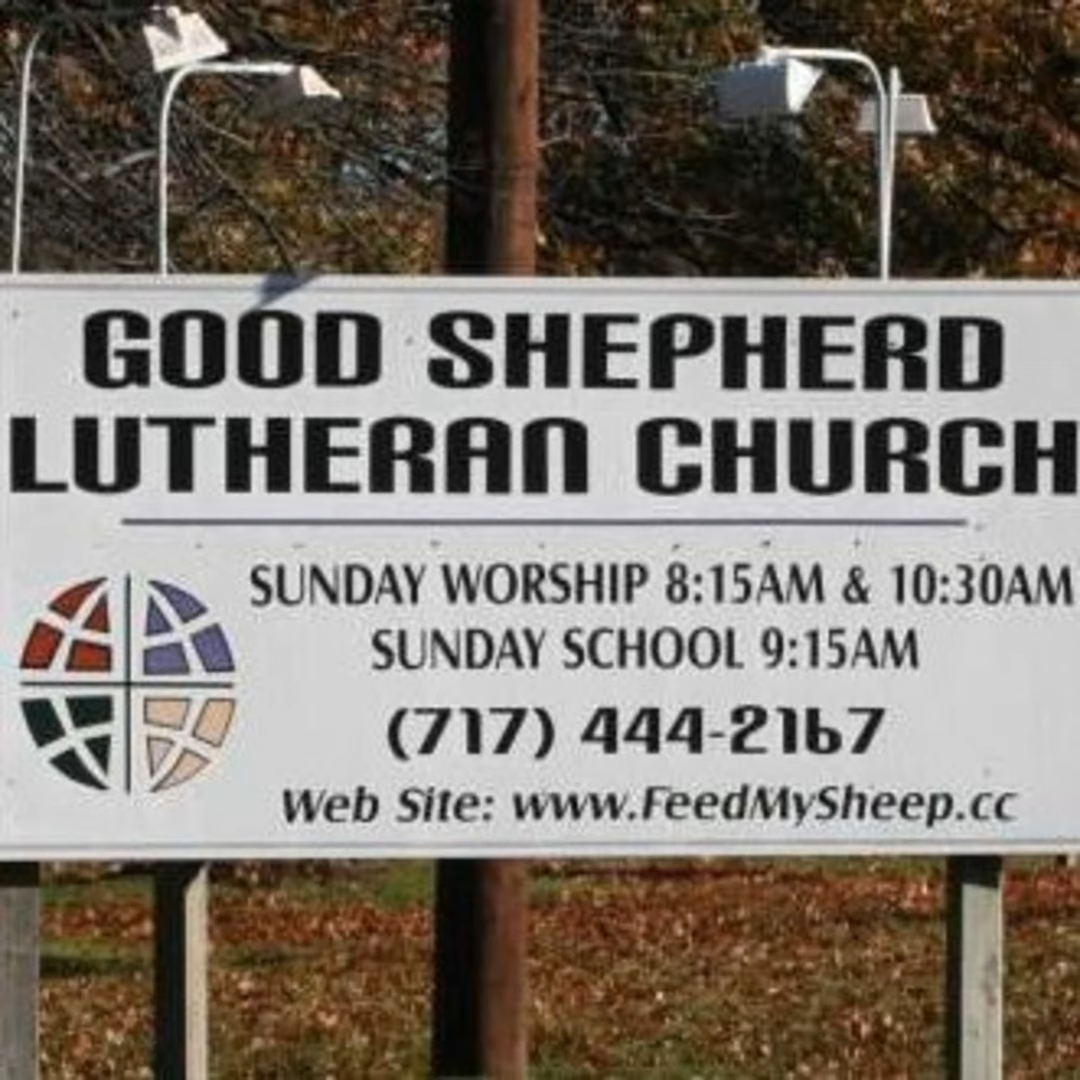 GOOD SHEPHERD
LUTHERAN CHURCH
SUNDAY WORSHIP 8:15AM & 10:30AM
SUNDAY SCHOOL 9:15AM
(717) 444-2167
Web Site: www.FeedMySheep.cc